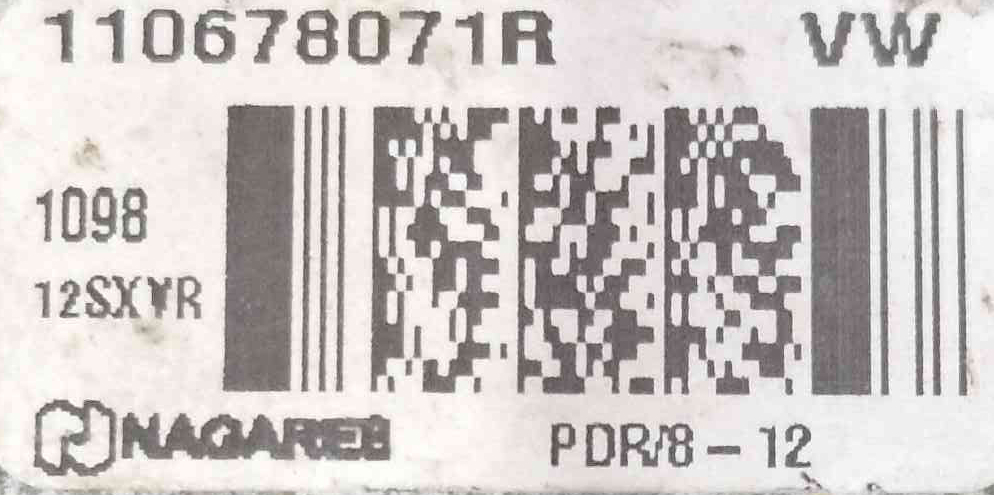 110678071R VW
1098
12SXYR
NAGARES PDR/8-12